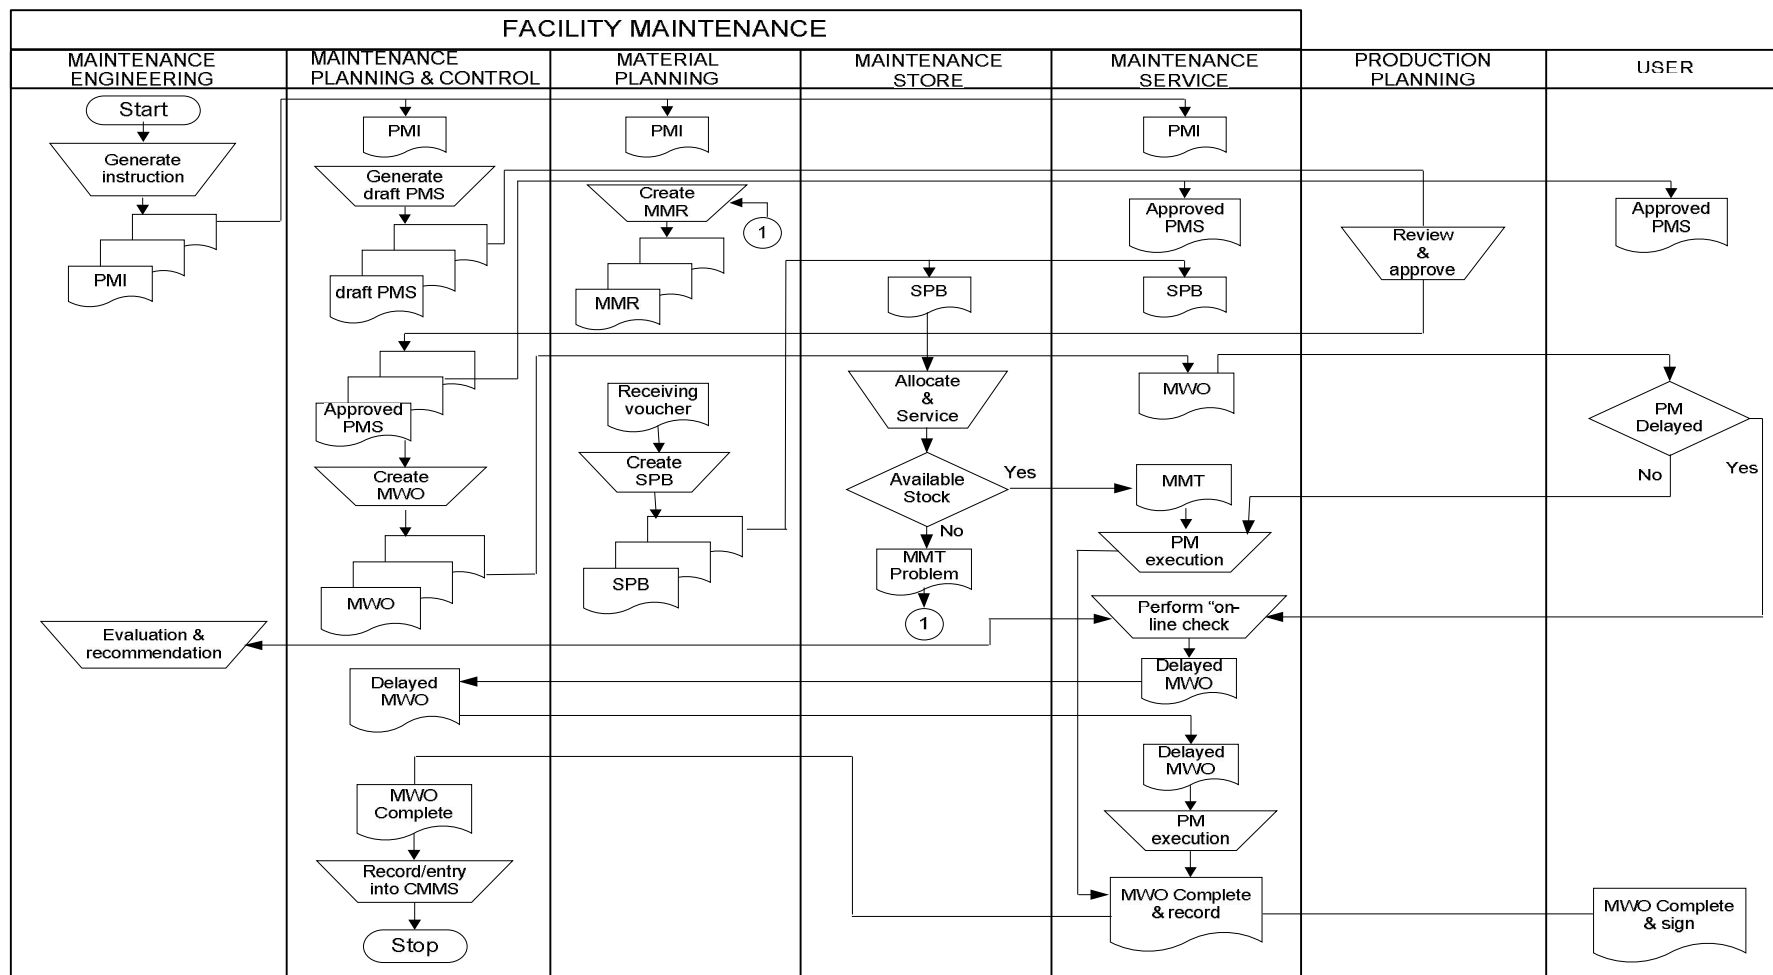 FACILITY MAINTENANCE
MAINTENANCE
ENGINEERING
MAINTENANCE
PLANNING & CONTROL
MATERIAL
PLANNING
MAINTENANCE
STORE
MAINTENANCE
SERVICE
PRODUCTION
PLANNING
USER
Start
Generate
instruction
PMI
Evaluation &
recommendation
PMI
Generate
draft PMS
draft PMS
Approved
PMS
Create
MWO
MWO
Delayed
MWO
MWO
Complete
Record/entry
into CMMS
Stop
PMI
Create
MMR
1
MMR
Receiving
voucher
Create
SPB
SPB
SPB
Allocate
&
Service
Available
Stock
Yes
No
MMT
Problem
1
PMI
Approved
PMS
SPB
MWO
MMT
PM
execution
Perform “on-
line check
Delayed
MWO
Delayed
MWO
PM
execution
MWO Complete
& record
Review
&
approve
Approved
PMS
PM
Delayed
No
Yes
MWO Complete
& sign